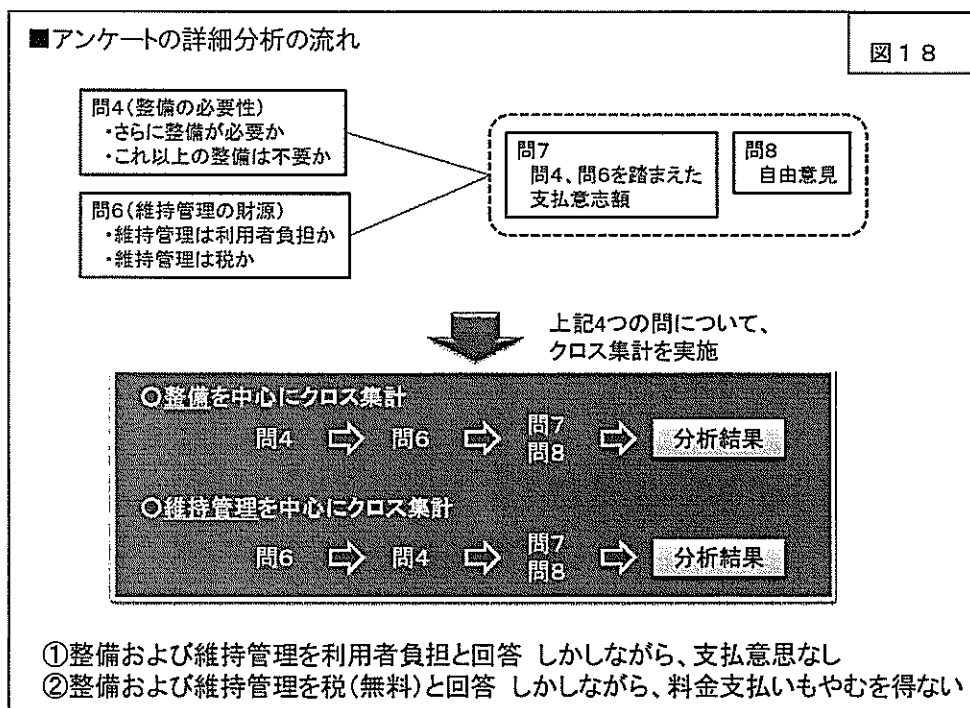 ■アンケートの詳細分析の流れ
図18
問4(整備の必要性)
・さらに整備が必要か
・これ以上の整備は不要か
問6(維持管理の財源)
・維持管理は利用者負担か
・維持管理は税か
問7
問4、問6を踏まえた
支払意志額
問8
自由意見
上記4つの問について、
クロス集計を実施
○整備を中心にクロス集計
問4 ⇨ 問6 ⇨ 問7 問8 ⇨ 分析結果
○維持管理を中心にクロス集計
問6 ⇨ 問4 ⇨ 問7 問8 ⇨ 分析結果
①整備および維持管理を利用者負担と回答 しかしながら、支払意思なし
②整備および維持管理を税(無料)と回答 しかしながら、料金支払いもやむを得ない